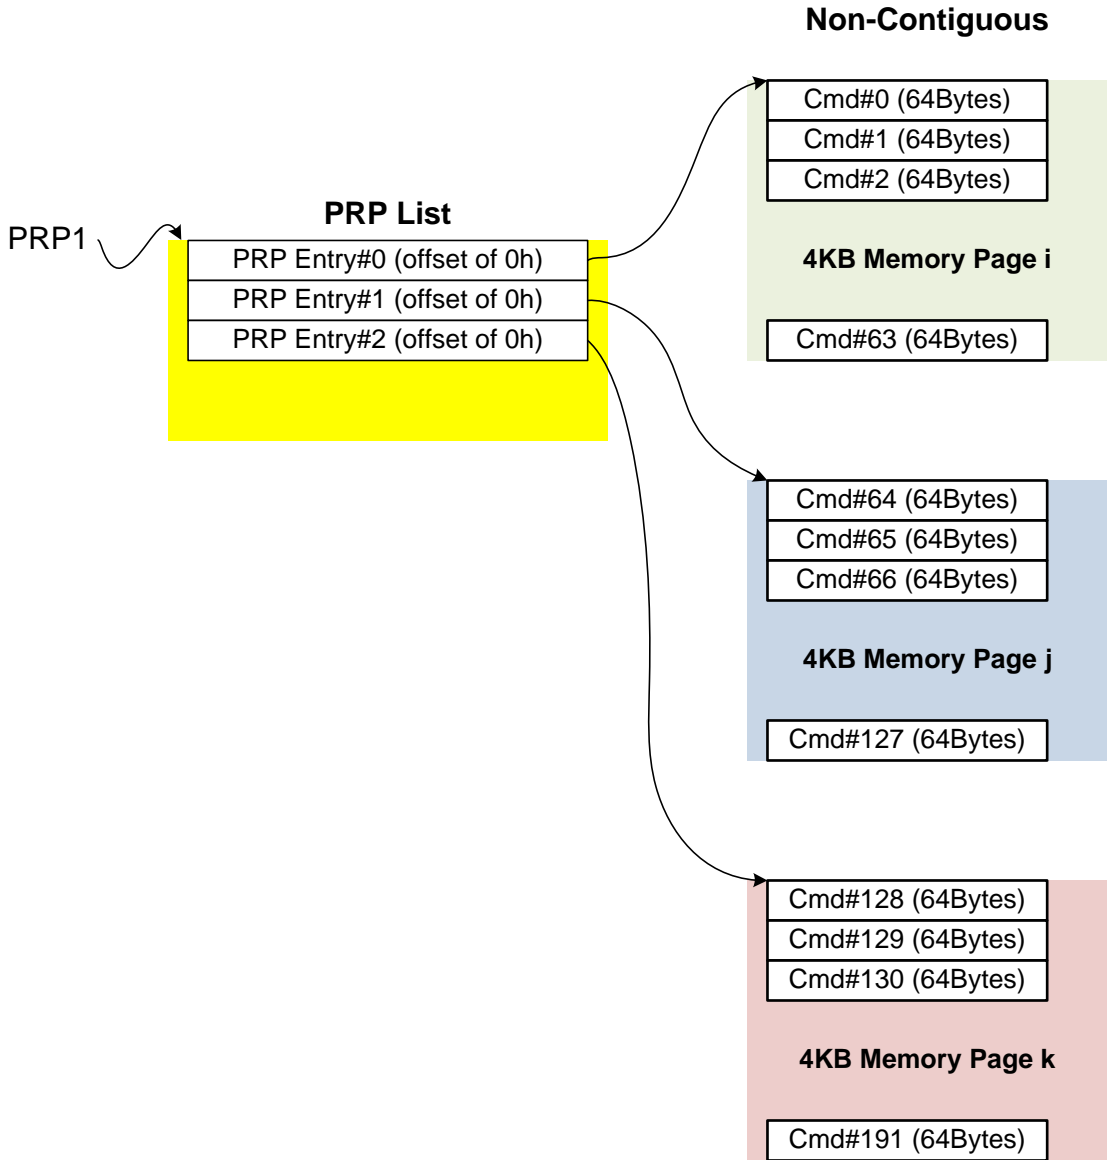 Non-Contiguous
Cmd#0 (64Bytes)
Cmd#1 (64Bytes)
Cmd#2 (64Bytes)
4KB Memory Page i
Cmd#63 (64Bytes)
PRP1
PRP List
PRP Entry#0 (offset of 0h)
PRP Entry#1 (offset of 0h)
PRP Entry#2 (offset of 0h)
Cmd#64 (64Bytes)
Cmd#65 (64Bytes)
Cmd#66 (64Bytes)
4KB Memory Page j
Cmd#127 (64Bytes)
Cmd#128 (64Bytes)
Cmd#129 (64Bytes)
Cmd#130 (64Bytes)
4KB Memory Page k
Cmd#191 (64Bytes)